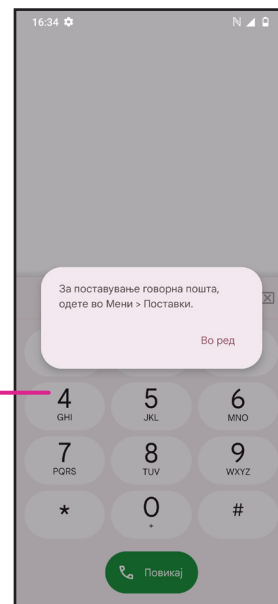 16:34
За поставување говорна пошта,
одете во Мени > Поставки.
Во ред
4 5 6
GHI JKL MNO
7 8 9
PQRS TUV WXYZ
* 0 #
+
Повикај